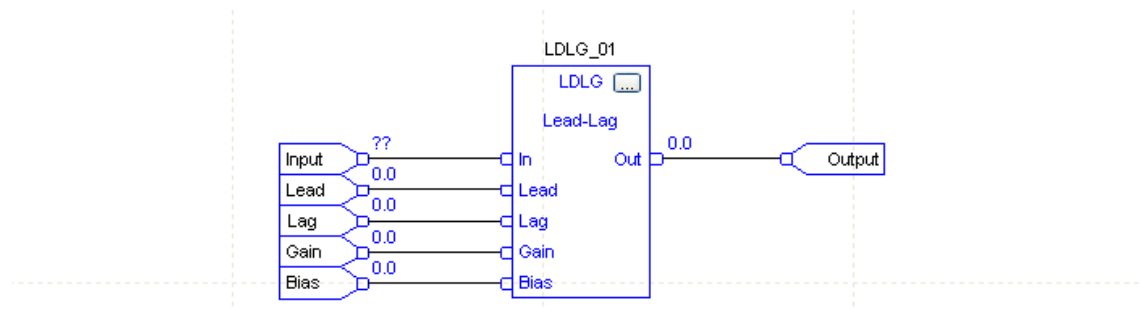 LDLG_01
LDLG ...
Lead-Lag
??
Input In Out 0.0 Output
0.0
Lead Lead
0.0
Lag Lag
0.0
Gain Gain
0.0
Bias Bias